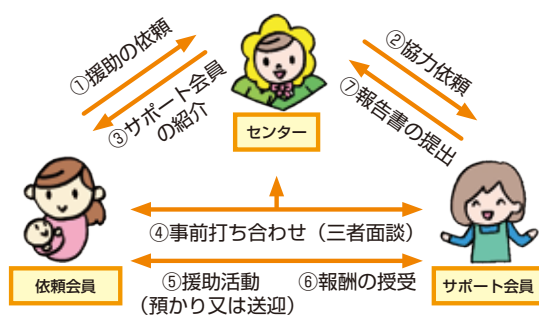 ①援助の依頼
③サポート会員
の紹介
センター
②協力依頼
⑦報告書の提出
④事前打ち合わせ（三者面談）
依頼会員
⑤援助活動
（預かり又は送迎）
⑥報酬の授受
サポート会員